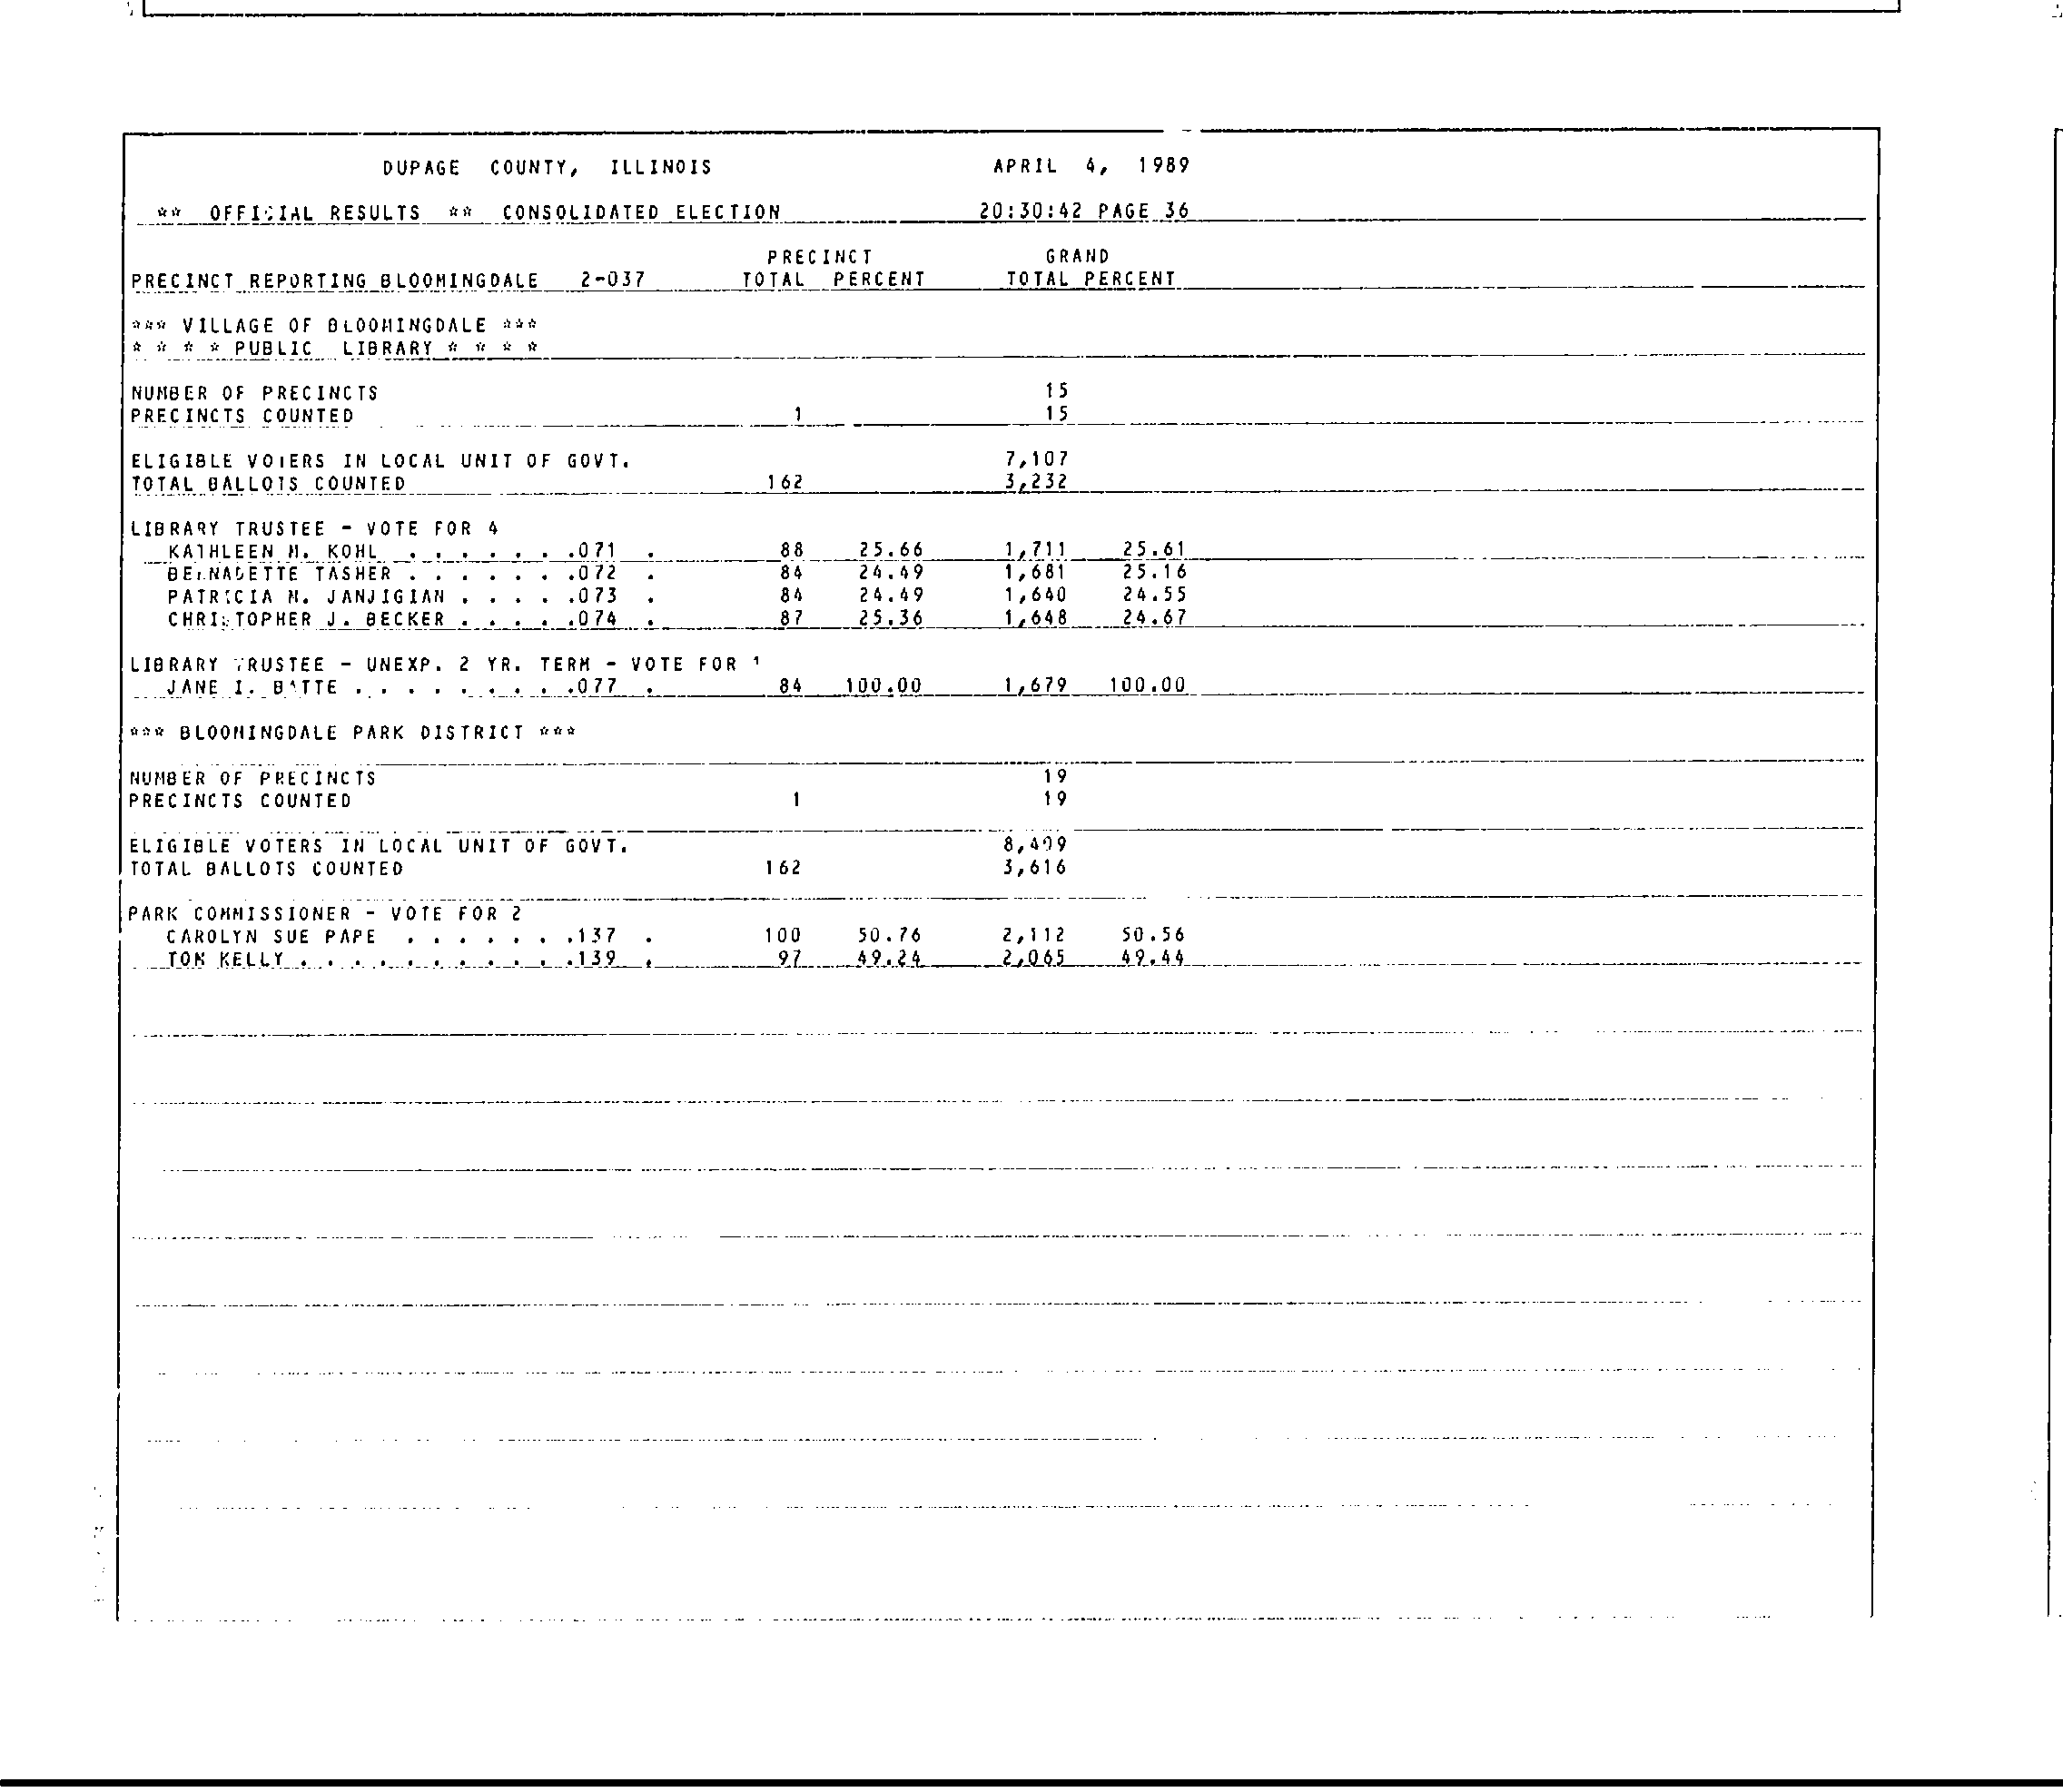 DUPAGE COUNTY, ILLINOIS APRIL 4, 1989
** OFFICIAL RESULTS ** CONSOLIDATED ELECTION 20:30:42 PAGE 36
PRECINCT GRAND
PRECINCT REPORTING BLOOMINGDALE 2-037 TOTAL PERCENT TOTAL PERCENT
*** VILLAGE OF BLOOMINGDALE ***
* * * * PUBLIC LIBRARY * * * *
NUMBER OF PRECINCTS 15
PRECINCTS COUNTED 1 15
ELIGIBLE VOTERS IN LOCAL UNIT OF GOVT. 7,107
TOTAL BALLOTS COUNTED 162 3,232
LIBRARY TRUSTEE - VOTE FOR 4
KATHLEEN M. KOHL . . . . . . .071 . 88 25.66 1,711 25.61
BERNADETTE TASHER . . . . . . .072 . 84 24.49 1,681 25.16
PATRICIA M. JANJIGIAN . . . . .073 . 84 24.49 1,640 24.55
CHRISTOPHER J. BECKER . . . . .074 . 87 25.36 1,648 24.67
LIBRARY TRUSTEE - UNEXP. 2 YR. TERM - VOTE FOR 1
JANE I. . . . . . . . . .077 . 84 100.00 1,679 100.00
*** BLOOMINGDALE PARK DISTRICT ***
NUMBER OF PRECINCTS 19
PRECINCTS COUNTED 1 19
ELIGIBLE VOTERS IN LOCAL UNIT OF GOVT. 8,499
TOTAL BALLOTS COUNTED 162 3,616
PARK COMMISSIONER - VOTE FOR 2
CAROLYN SUE PAPE . . . . . . .137 . 100 50.76 2,112 50.56
TOM KELLY . . . . . . . . . . .139 . 97 49.24 2,065 49.44